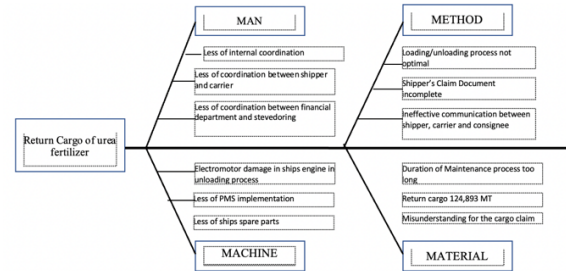 MAN
METHOD
Less of internal coordination
Less of coordination between shipper
and carrier
Less of coordination between financial
department and stevedoring
Loading/unloading process not
optimal
Shipper's Claim Document
incomplete
Ineffective communication between
shipper, carrier and consignee
Return Cargo of urea
fertilizer
Electromotor damage in ships engine in
unloading process
Less of PMS implementation
Less of ships spare parts
Duration of Maintenance process too
long
Return cargo 124,893 MT
Misunderstanding for the cargo claim
MACHINE
MATERIAL